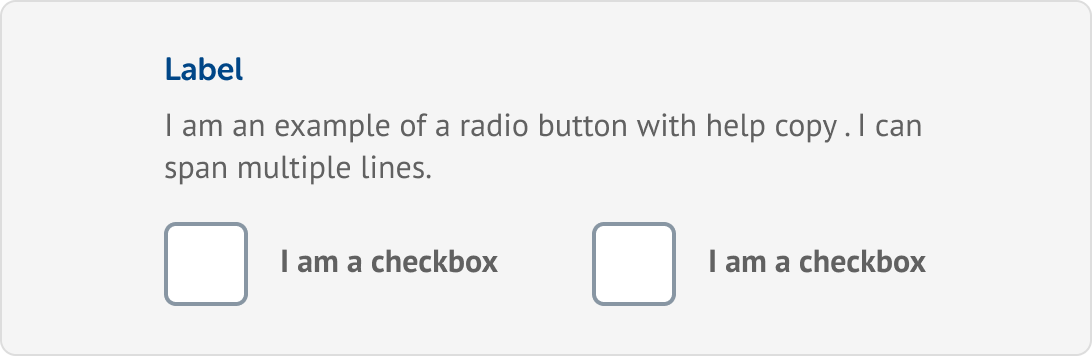 Label
I am an example of a radio button with help copy . I can
span multiple lines.
I am a checkbox
I am a checkbox